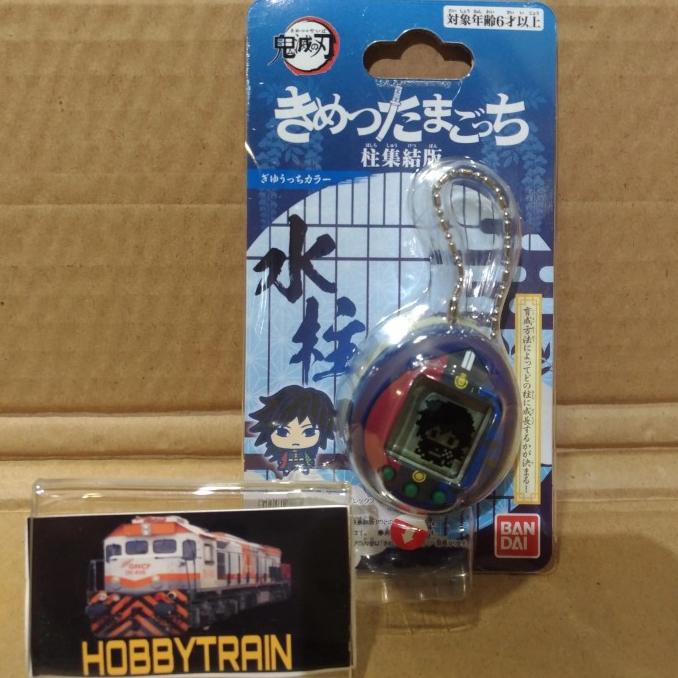 鬼滅の刃
対象年齢6才以上
きめつたまごっち
柱集結版
ぎゆうっちカラー
水柱
育成方法によってどの柱に成長するかが決まる！
BAN
DAI
HOBBYTRAIN